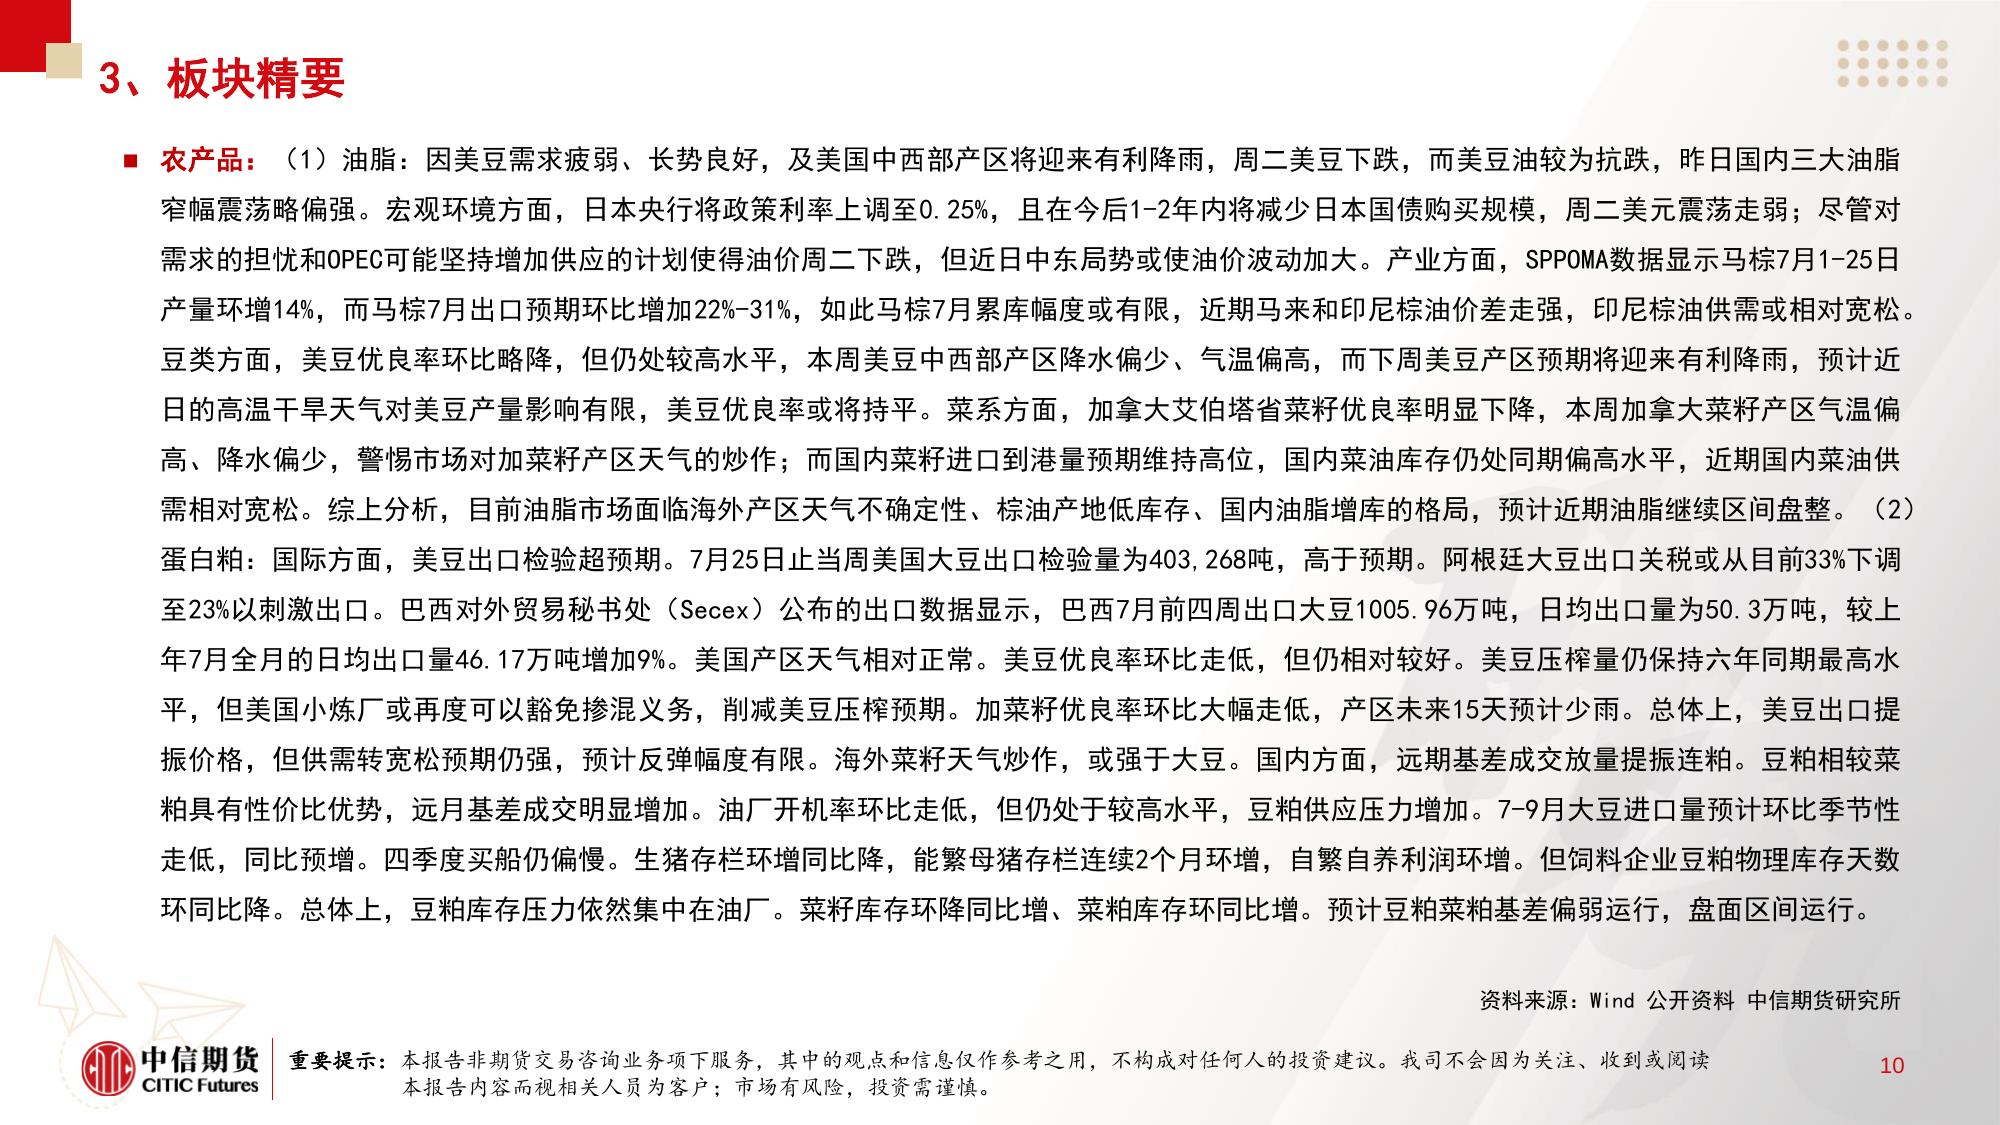 3、板块精要
■ 农产品：（1）油脂：因美豆需求疲弱、长势良好，及美国中西部产区将迎来有利降雨，周二美豆下跌，而美豆油较为抗跌，昨日国内三大油脂
窄幅震荡略偏强。宏观环境方面，日本央行将政策利率上调至0.25%，且在今后1-2年内将减少日本国债购买规模，周二美元震荡走弱；尽管对
需求的担忧和OPEC可能坚持增加供应的计划使得油价周二下跌，但近日中东局势或使油价波动加大。产业方面，SPPOMA数据显示马棕7月1-25日
产量环增14%，而马棕7月出口预期环比增加22%-31%，如此马棕7月累库幅度或有限，近期马来和印尼棕油价差走强，印尼棕油供需或相对宽松。
豆类方面，美豆优良率环比略降，但仍处较高水平，本周美豆中西部产区降水偏少、气温偏高，而下周美豆产区预期将迎来有利降雨，预计近
日的高温干旱天气对美豆产量影响有限，美豆优良率或将持平。菜系方面，加拿大艾伯塔省菜籽优良率明显下降，本周加拿大菜籽产区气温偏
高、降水偏少，警惕市场对加菜籽产区天气的炒作；而国内菜籽进口到港量预期维持高位，国内菜油库存仍处同期偏高水平，近期国内菜油供
需相对宽松。综上分析，目前油脂市场面临海外产区天气不确定性、棕油产地低库存、国内油脂增库的格局，预计近期油脂继续区间盘整。（2）
蛋白粕：国际方面，美豆出口检验超预期。7月25日止当周美国大豆出口检验量为403,268吨，高于预期。阿根廷大豆出口关税或从目前33%下调
至23%以刺激出口。巴西对外贸易秘书处（Secex）公布的出口数据显示，巴西7月前四周出口大豆1005.96万吨，日均出口量为50.3万吨，较上
年7月全月的日均出口量46.17万吨增加9%。美国产区天气相对正常。美豆优良率环比走低，但仍相对较好。美豆压榨量仍保持六年同期最高水
平，但美国小炼厂或再度可以豁免掺混义务，削减美豆压榨预期。加菜籽优良率环比大幅走低，产区未来15天预计少雨。总体上，美豆出口提
振价格，但供需转宽松预期仍强，预计反弹幅度有限。海外菜籽天气炒作，或强于大豆。国内方面，远期基差成交放量提振连粕。豆粕相较菜
粕具有性价比优势，远月基差成交明显增加。油厂开机率环比走低，但仍处于较高水平，豆粕供应压力增加。7-9月大豆进口量预计环比季节性
走低，同比预增。四季度买船仍偏慢。生猪存栏环增同比降，能繁母猪存栏连续2个月环增，自繁自养利润环增。但饲料企业豆粕物理库存天数
环同比降。总体上，豆粕库存压力依然集中在油厂。菜籽库存环降同比增、菜粕库存环同比增。预计豆粕菜粕基差偏弱运行，盘面区间运行。
资料来源：Wind 公开资料 中信期货研究所
中信期货
CITIC Futures
重要提示：本报告非期货交易咨询业务项下服务，其中的观点和信息仅作参考之用，不构成对任何人的投资建议。我司不会因为关注、收到或阅读
本报告内容而视相关人员为客户；市场有风险，投资需谨慎。
10